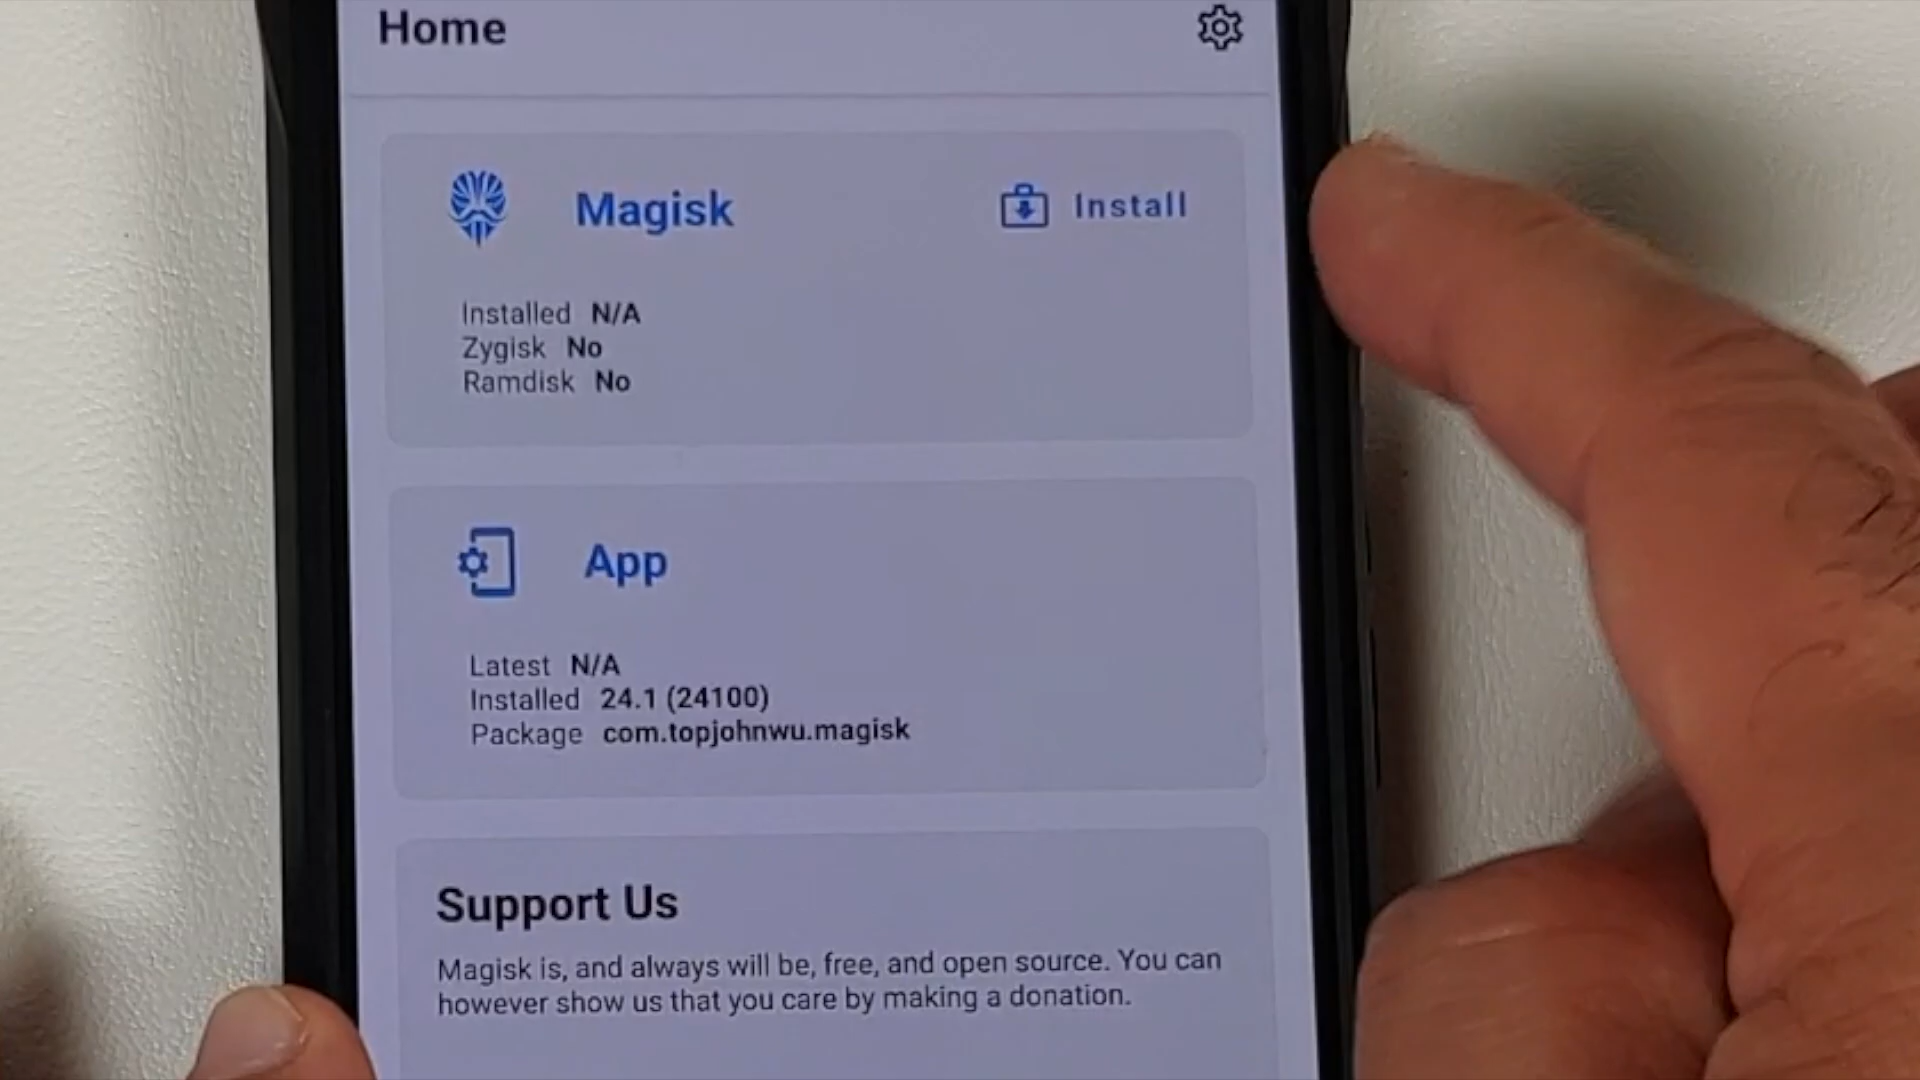 Home
Magisk
Install
Installed N/A
Zygisk No
Ramdisk No
App
Latest N/A
Installed 24.1 (24100)
Package com.topjohnwu.magisk
Support Us
Magisk is, and always will be, free, and open source. You can
however show us that you care by making a donation.